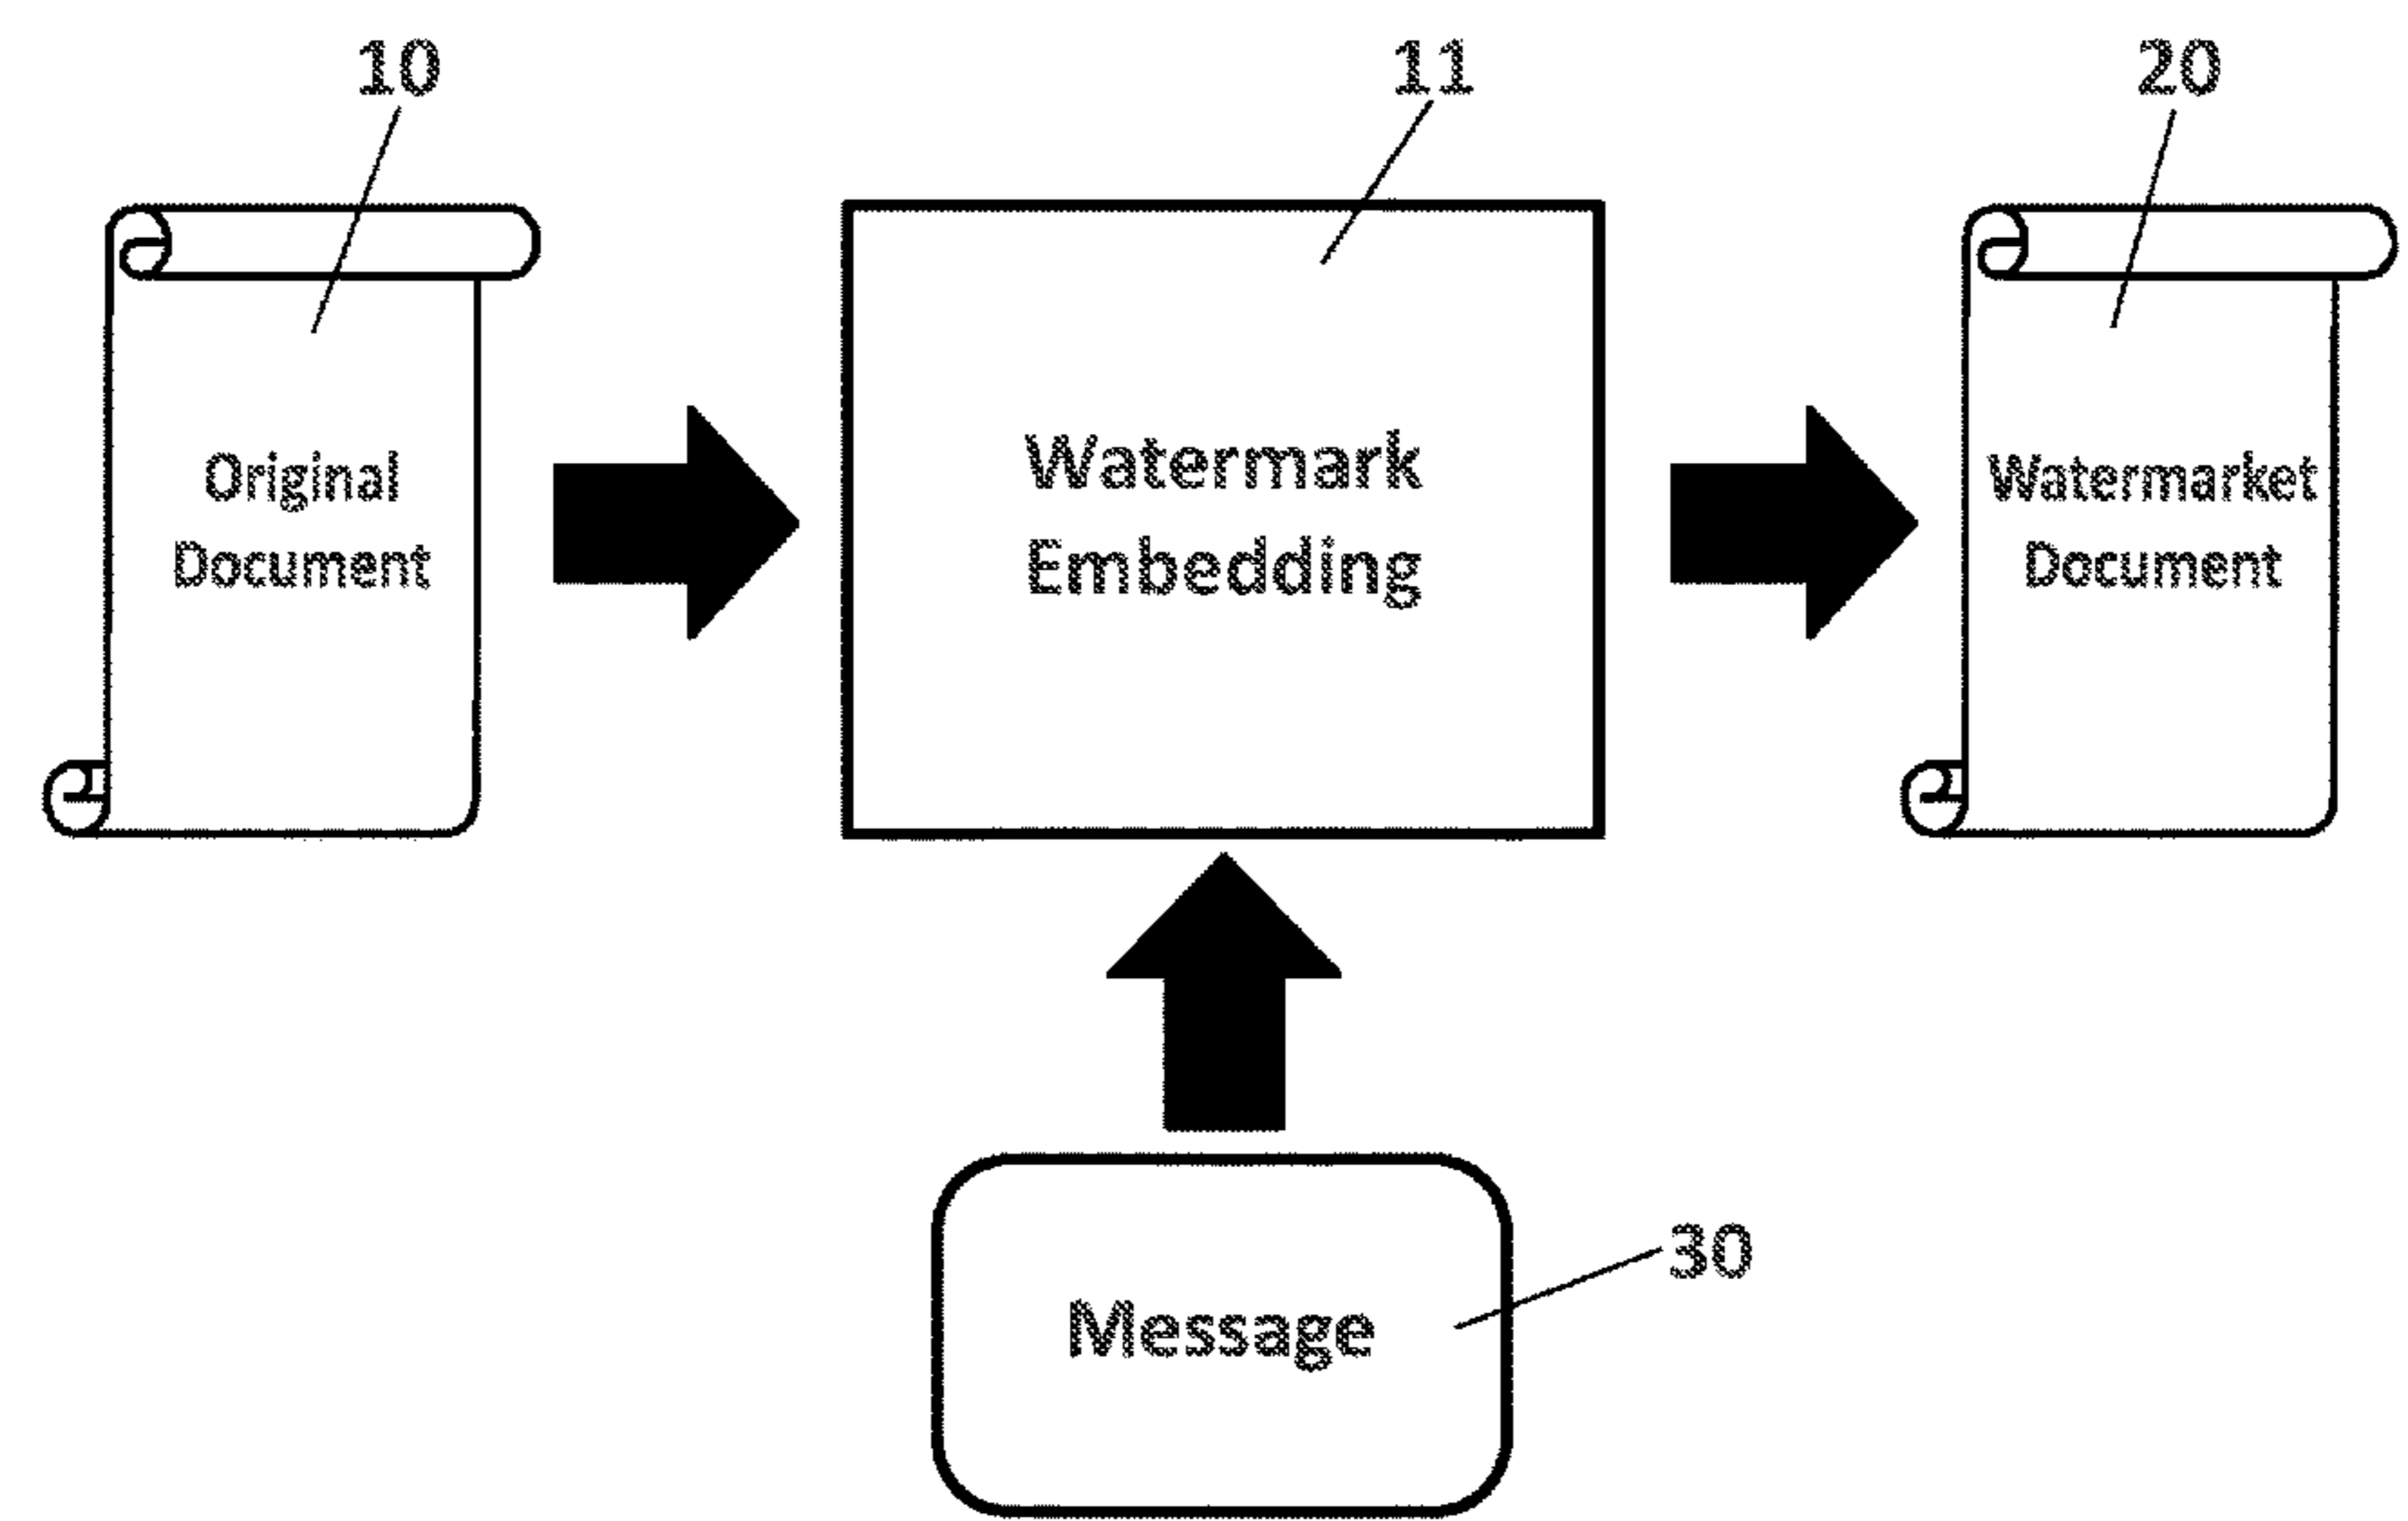 10
11
20
Original
Document
Watermark
Embedding
Watermarket
Document
30
Message